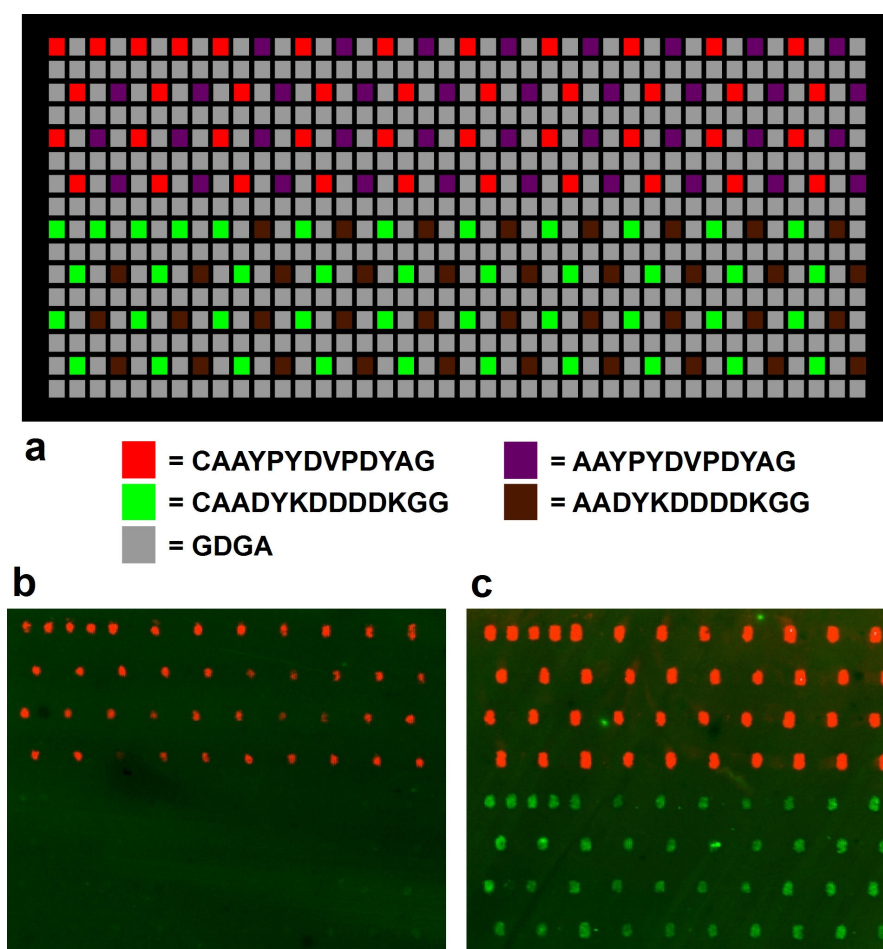 a
= CAAYPYDVPDYAG = AAYPYDVPDYAG
= CAADYKDDDDKGG = AADYKDDDDKGG
= GDGA
b c